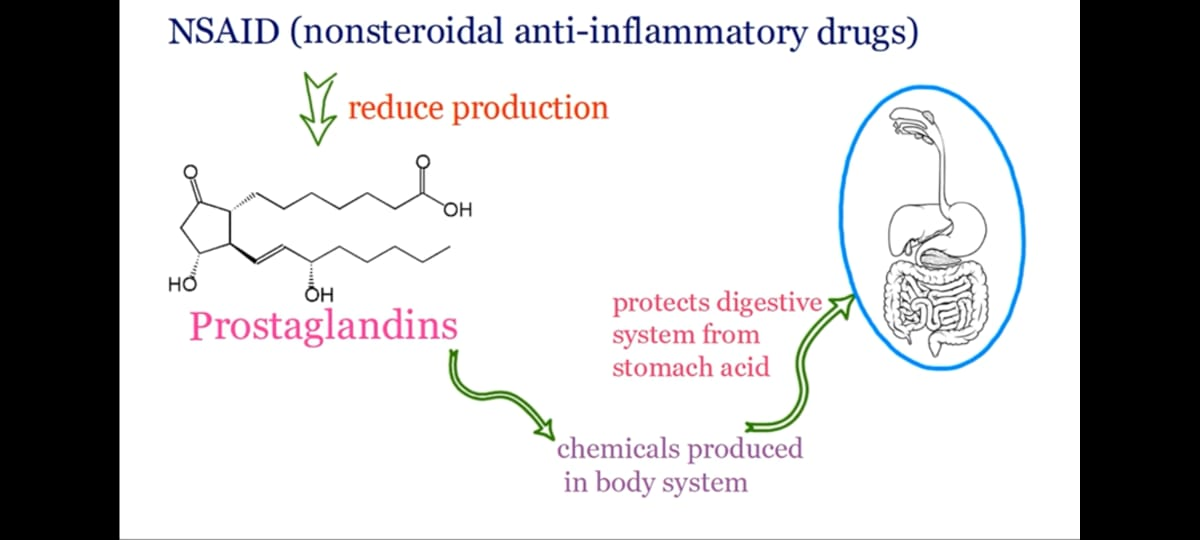 NSAID (nonsteroidal anti-inflammatory drugs)
reduce production
O
O
OH
HO
OH
Prostaglandins
protects digestive
system from
stomach acid
chemicals produced
in body system